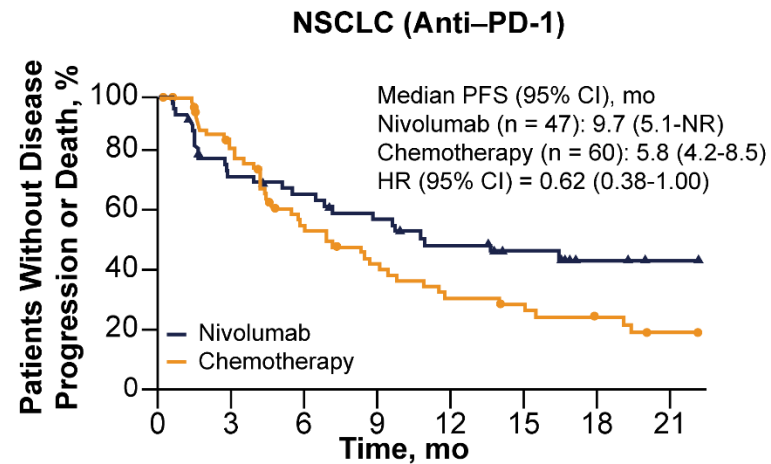 NSCLC (Anti–PD-1)
Patients Without Disease
Progression or Death, %
100
80
60
40
20
0
Median PFS (95% CI), mo
Nivolumab (n = 47): 9.7 (5.1-NR)
Chemotherapy (n = 60): 5.8 (4.2-8.5)
HR (95% CI) = 0.62 (0.38-1.00)
Nivolumab
Chemotherapy
0 3 6 9 12 15 18 21
Time, mo